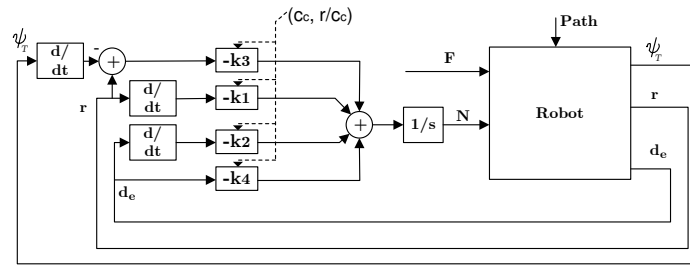 (cc, r/cc)
Path
ψT
d/
dt
-
+
-k3
F
ψT
r
d/
dt
-k1
r
+
1/s
N
Robot
d/
dt
-k2
de
de
-k4